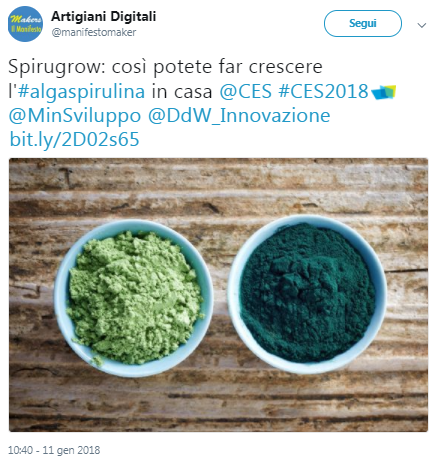 Makers
Il Manifesto
Artigiani Digitali
@manifestomaker
Segui
Spirugrow: così potete far crescere
l'#algaspirulina in casa @CES #CES2018
@MinSviluppo @DdW_Innovazione
bit.ly/2D02s65
10:40 - 11 gen 2018